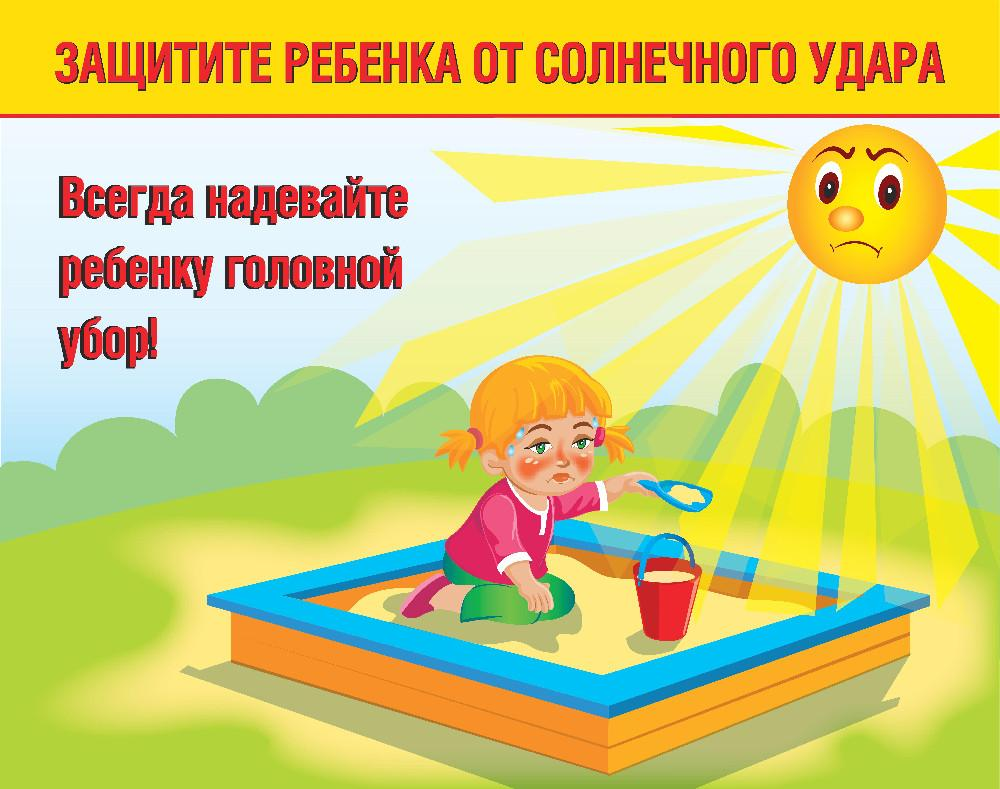 ЗАЩИТИТЕ РЕБЕНКА ОТ СОЛНЕЧНОГО УДАРА
Всегда надевайте
ребенку головной
убор!